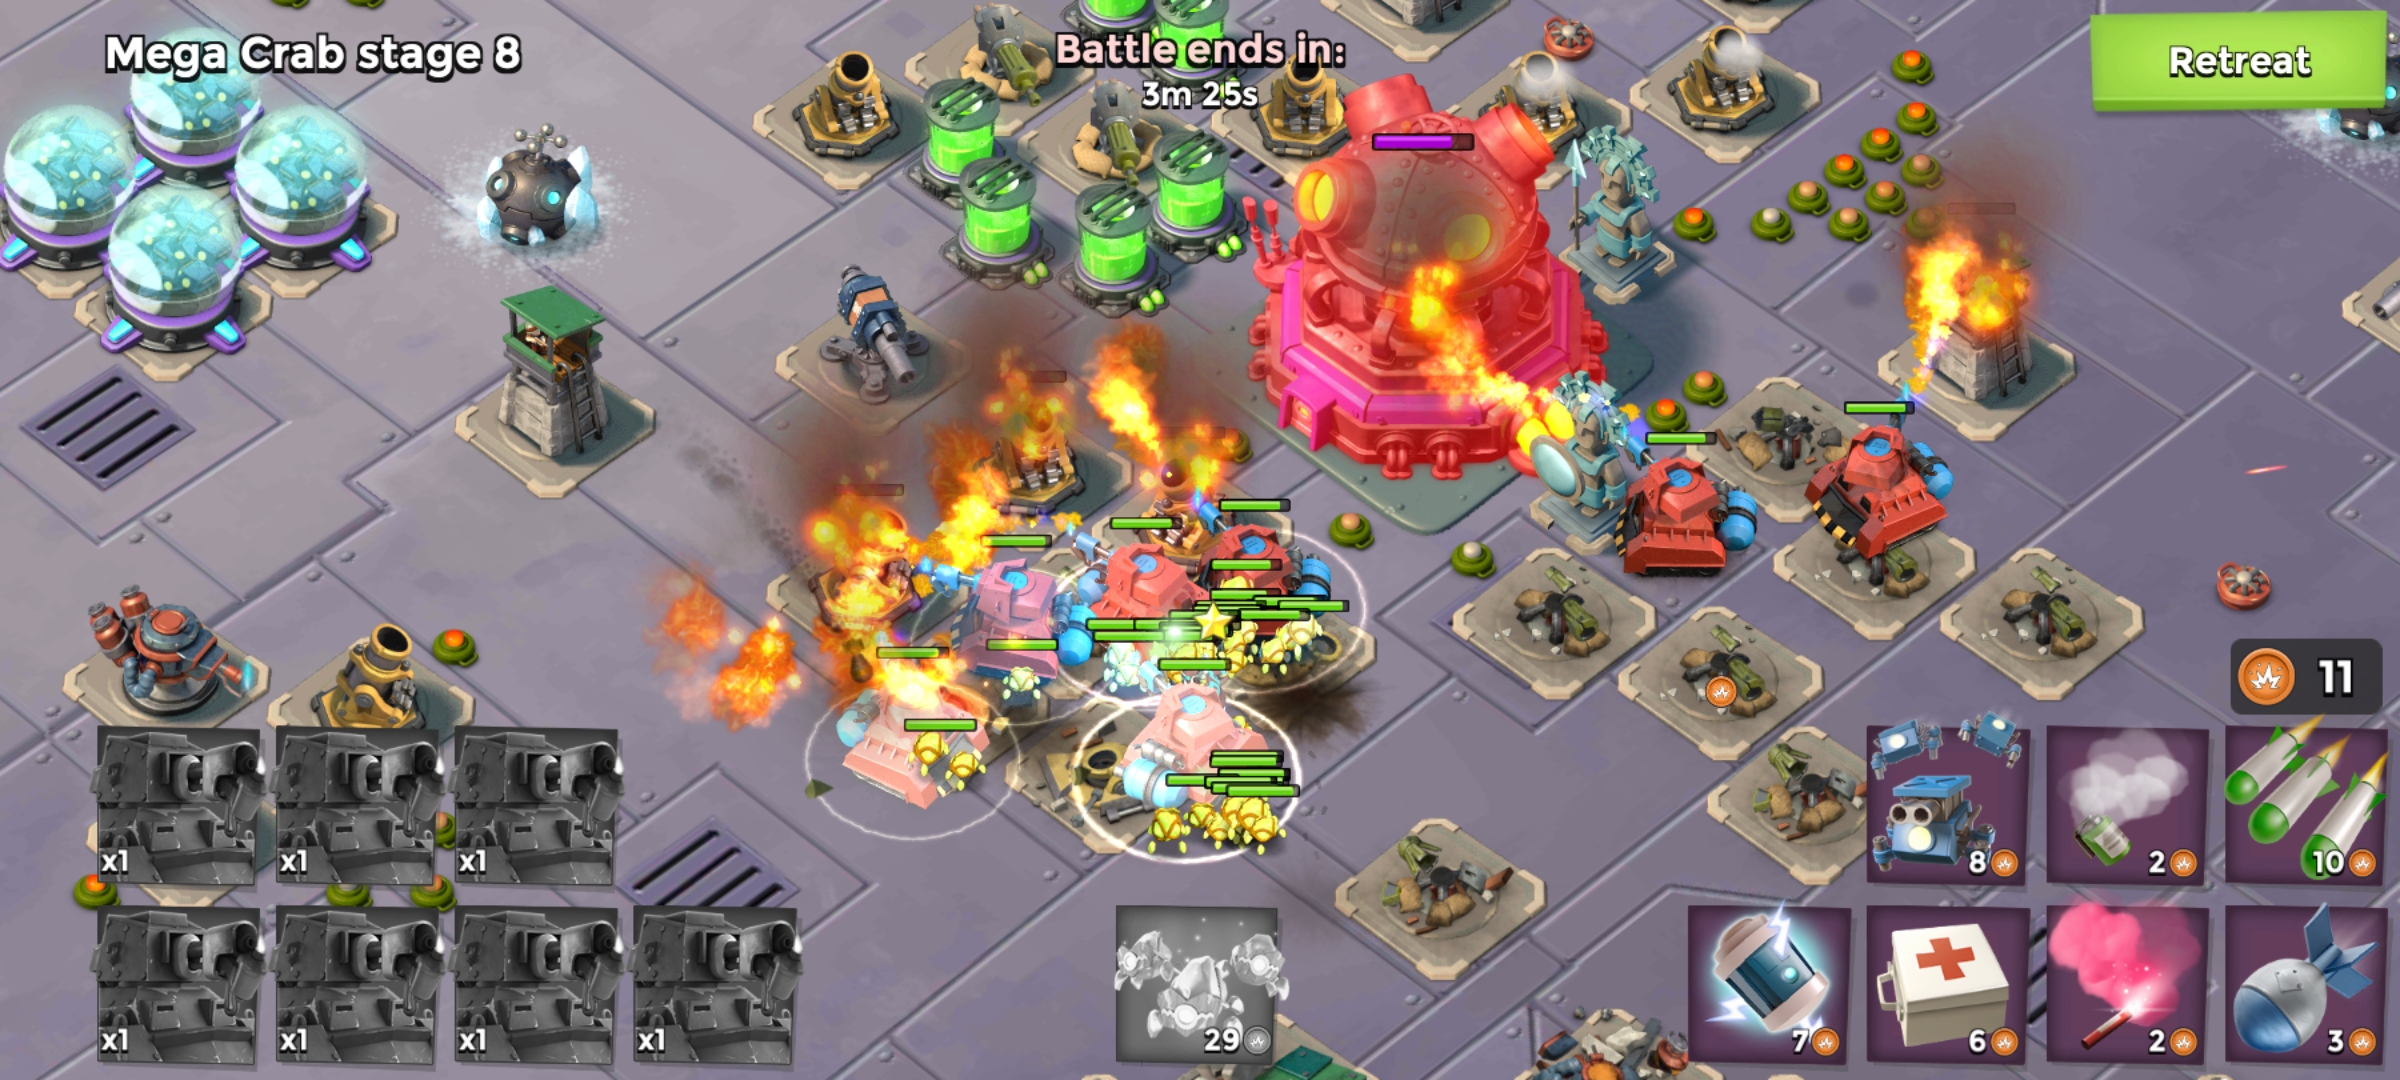 Mega Crab stage 8
Battle ends in:
3m 25s
Retreat
11
x1 x1 x1
8 2 10
x1 x1 x1 x1
29
7 6 2 3